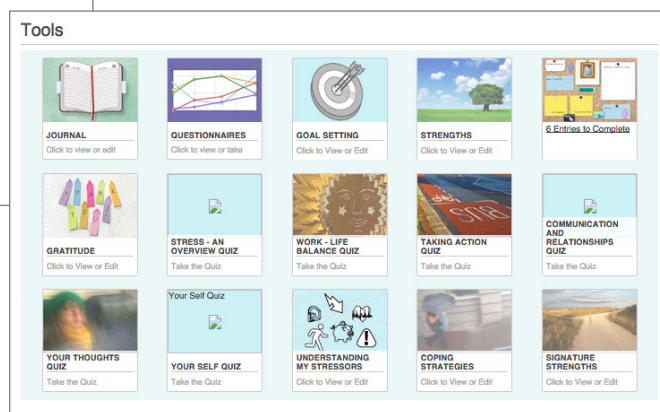 Tools
JOURNAL
Click to view or edit
QUESTIONNAIRES
Click to view or take
GOAL SETTING
Click to View or Edit
STRENGTHS
Click to View or Edit
6 Entries to Complete
GRATITUDE
Click to View or Edit
STRESS - AN
OVERVIEW QUIZ
Take the Quiz
WORK - LIFE
BALANCE QUIZ
Take the Quiz
TAKING ACTION
QUIZ
Take the Quiz
COMMUNICATION
AND
RELATIONSHIPS
QUIZ
Take the Quiz
YOUR THOUGHTS
QUIZ
Take the Quiz
Your Self Quiz
YOUR SELF QUIZ
Take the Quiz
UNDERSTANDING
MY STRESSORS
Click to View or Edit
COPING
STRATEGIES
Click to View or Edit
SIGNATURE
STRENGTHS
Click to View or Edit